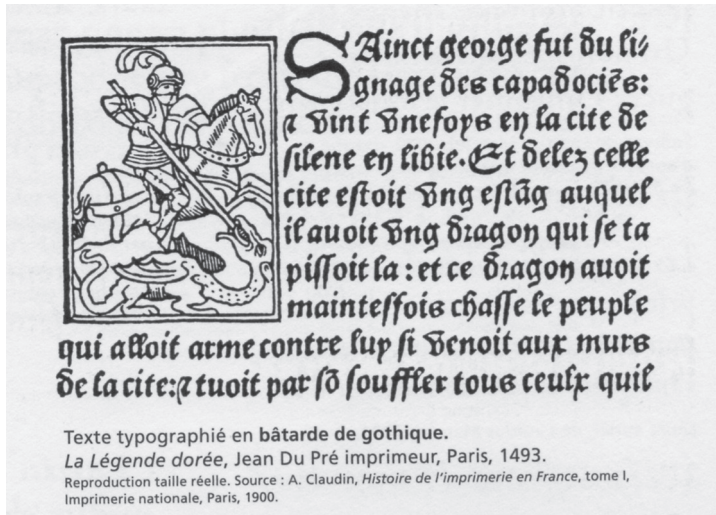 SAinct george fut du li⸗
gnage des capadociẽs:
⁊ vint vnefoys en la cite de
silene en libie. Et delez celle
cite estoit vng estãg auquel
il auoit vng dragon qui se ta
pissoit la : et ce dragon auoit
mainteffois chasse le peuple
qui alloit arme contre luy si venoit aux murs
de la cite: ⁊ tuoit par sõ souffler tous ceulx quil
Texte typographié en bâtarde de gothique.
La Légende dorée, Jean Du Pré imprimeur, Paris, 1493.
Reproduction taille réelle. Source : A. Claudin, Histoire de l'imprimerie en France, tome I,
Imprimerie nationale, Paris, 1900.